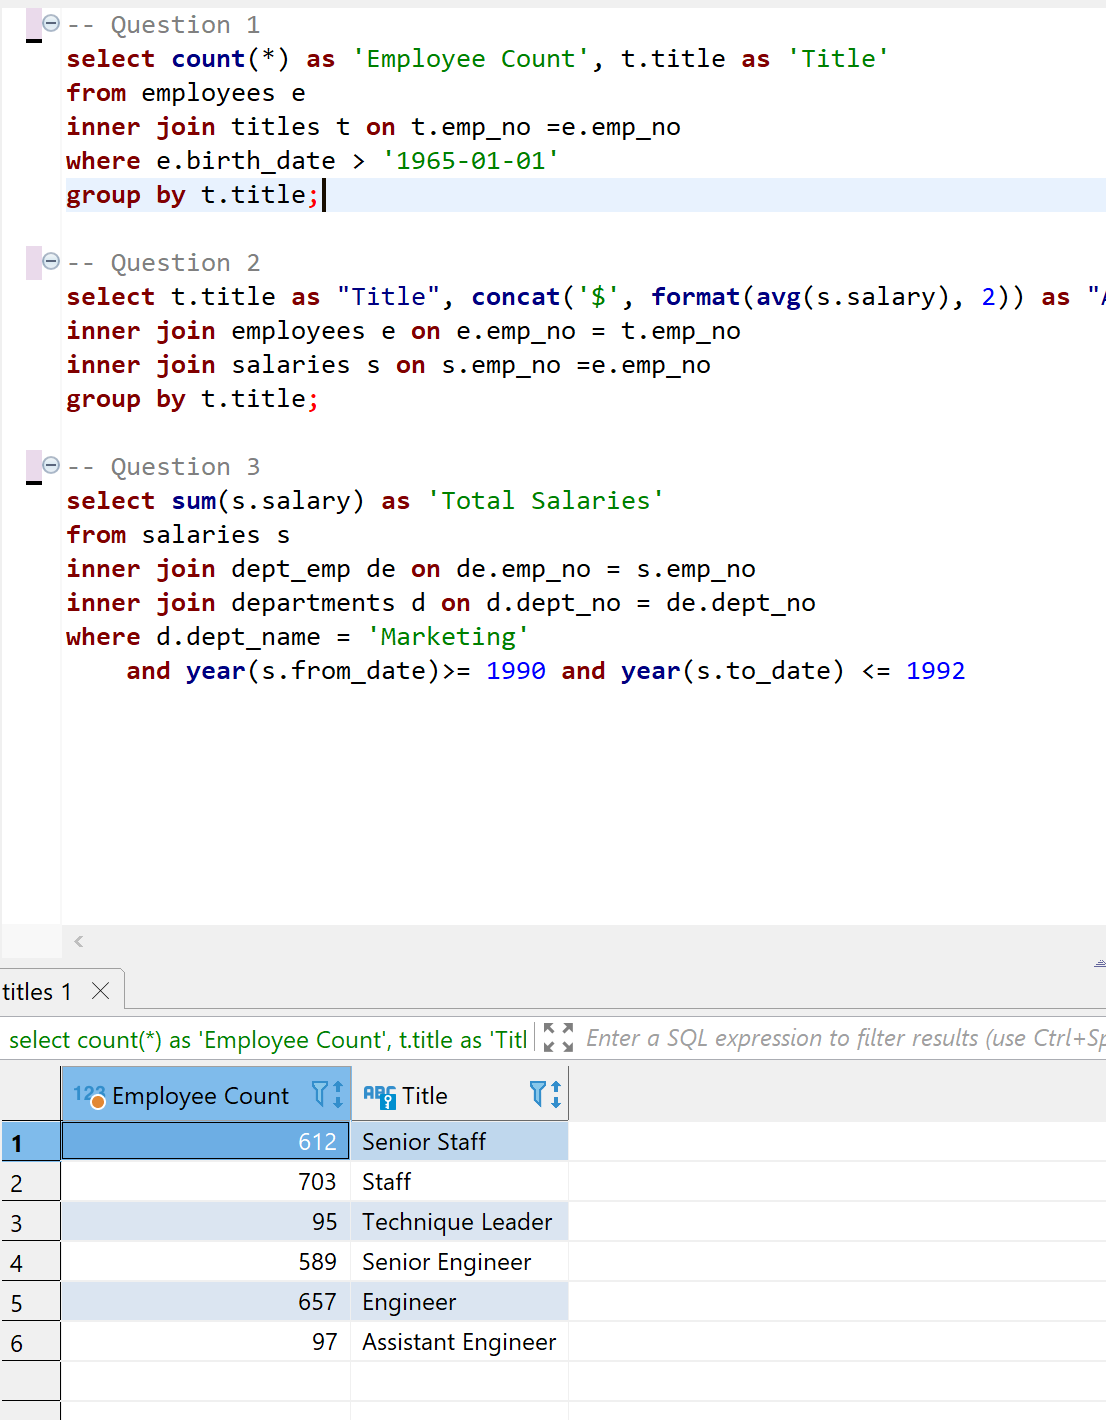 -- Question 1
select count(*) as 'Employee Count', t.title as 'Title'
from employees e
inner join titles t on t.emp_no =e.emp_no
where e.birth_date > '1965-01-01'
group by t.title;
-- Question 2
select t.title as "Title", concat('$', format(avg(s.salary), 2)) as "
inner join employees e on e.emp_no = t.emp_no
inner join salaries s on s.emp_no =e.emp_no
group by t.title;
-- Question 3
select sum(s.salary) as 'Total Salaries'
from salaries s
inner join dept_emp de on de.emp_no = s.emp_no
inner join departments d on d.dept_no = de.dept_no
where d.dept_name = 'Marketing'
and year(s.from_date)>= 1990 and year(s.to_date) <= 1992
titles 1
select count(*) as 'Employee Count', t.title as 'Titl Enter a SQL expression to filter results (use Ctrl+Sp
123 Employee Count ABC Title
1 612 Senior Staff
2 703 Staff
3 95 Technique Leader
4 589 Senior Engineer
5 657 Engineer
6 97 Assistant Engineer